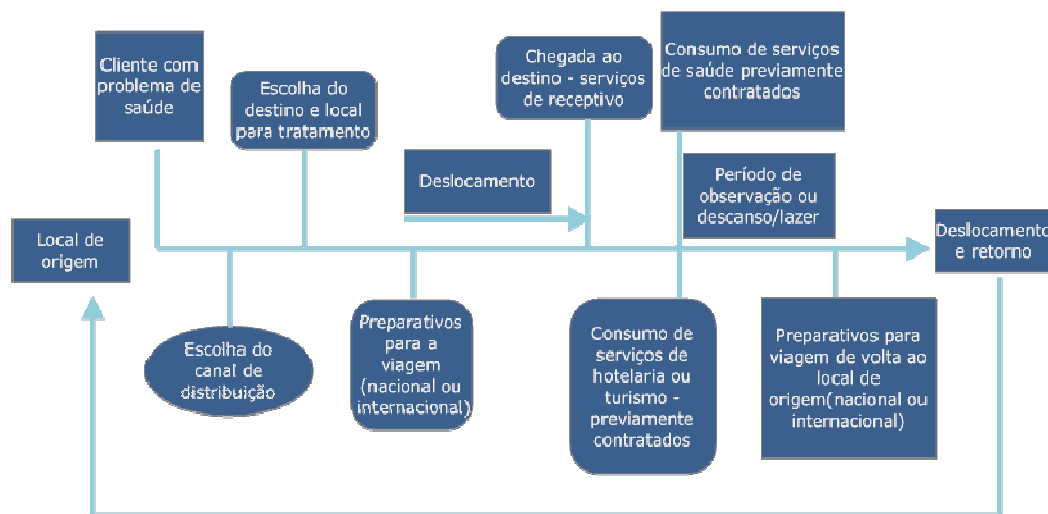 Cliente com
problema de
saúde
Escolha do
destino e local
para tratamento
Chegada ao
destino - serviços
de receptivo
Consumo de serviços
de saúde previamente
contratados
Deslocamento
Período de
observação ou
descanso/lazer
Local de
origem
Deslocamento
e retorno
Escolha do
canal de
distribuição
Preparativos
para a
viagem
(nacional ou
internacional)
Consumo de
serviços de
hotelaria ou
turismo -
previamente
contratados
Preparativos para
viagem de volta ao
local de
origem(nacional ou
internacional)